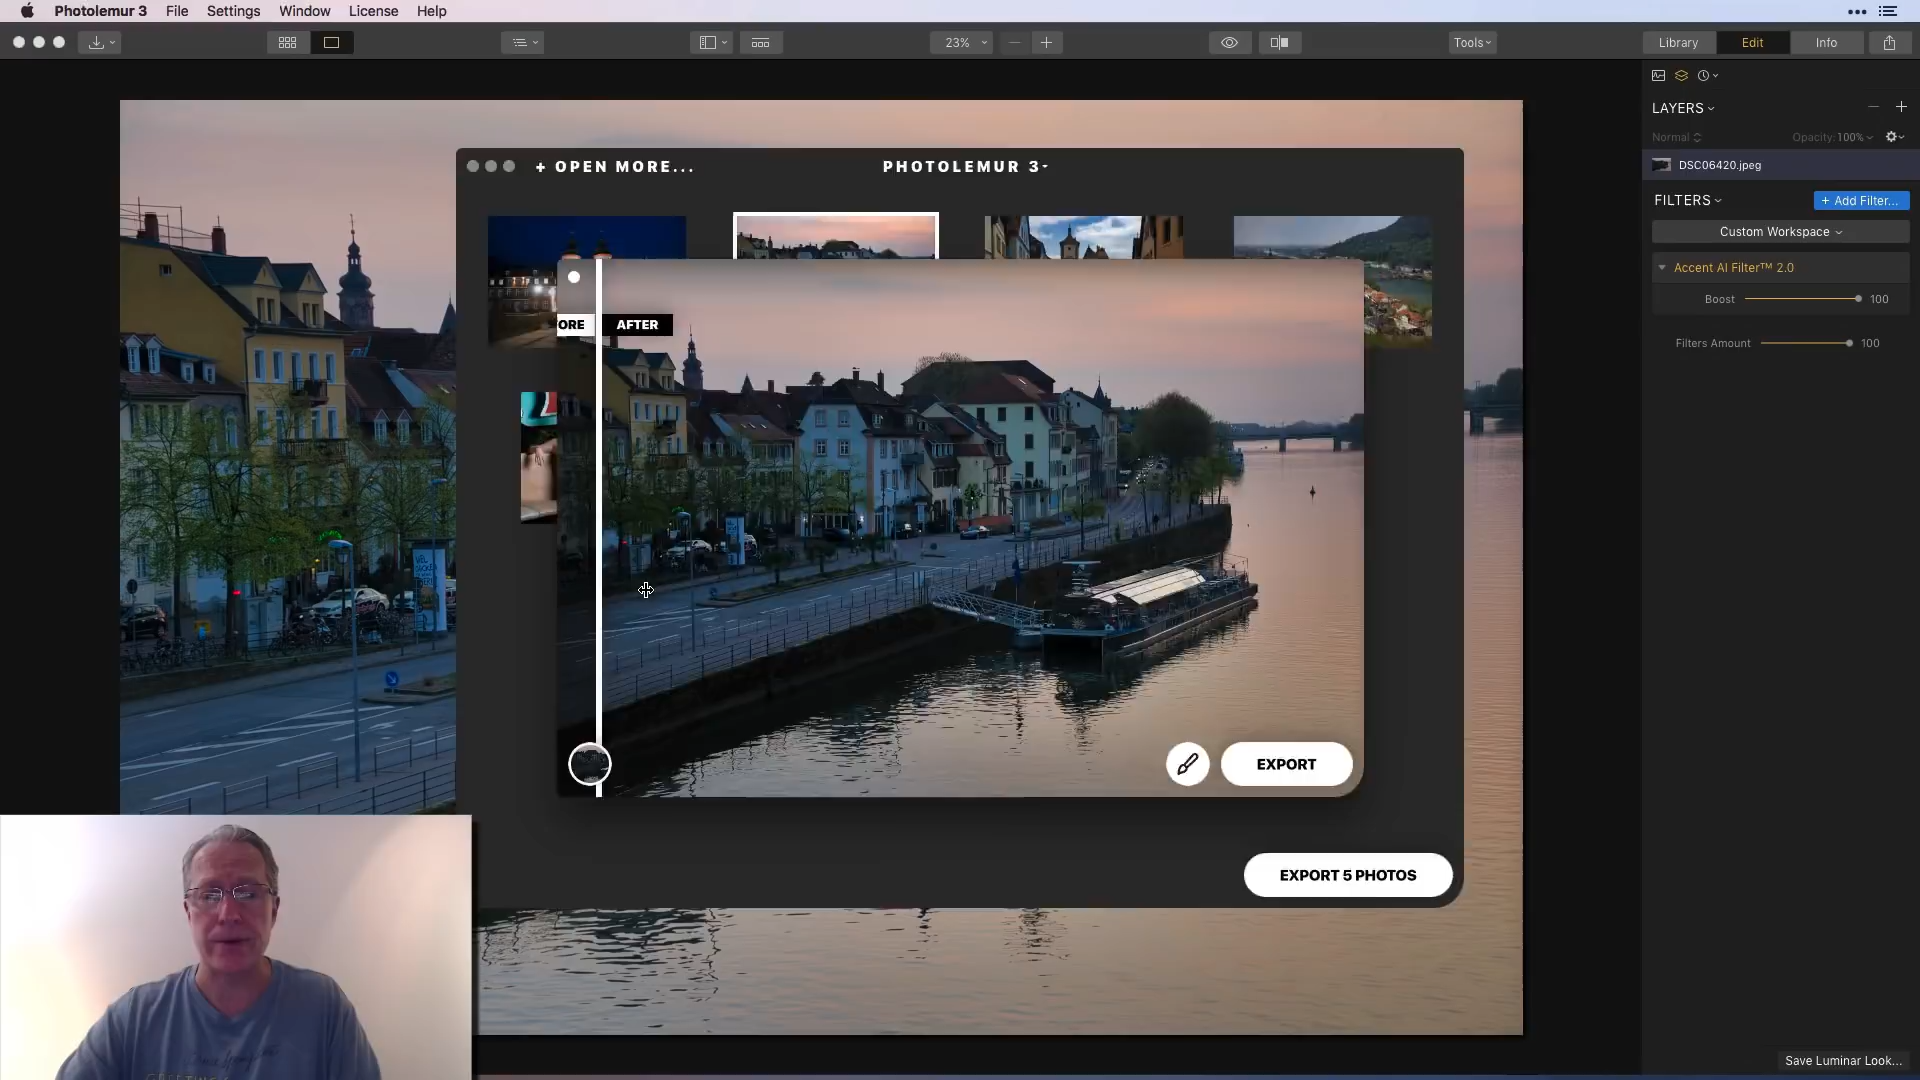 Photolemur 3 File Settings Window License Help
23% Tools Library Edit Info
LAYERS
Normal Opacity: 100%
+ OPEN MORE... PHOTOLEMUR 3
DSC06420.jpeg
FILTERS + Add Filter...
Custom Workspace
Accent AI Filter™ 2.0
Boost 100
ORE AFTER
Filters Amount 100
EXPORT
EXPORT 5 PHOTOS
Save Luminar Look...